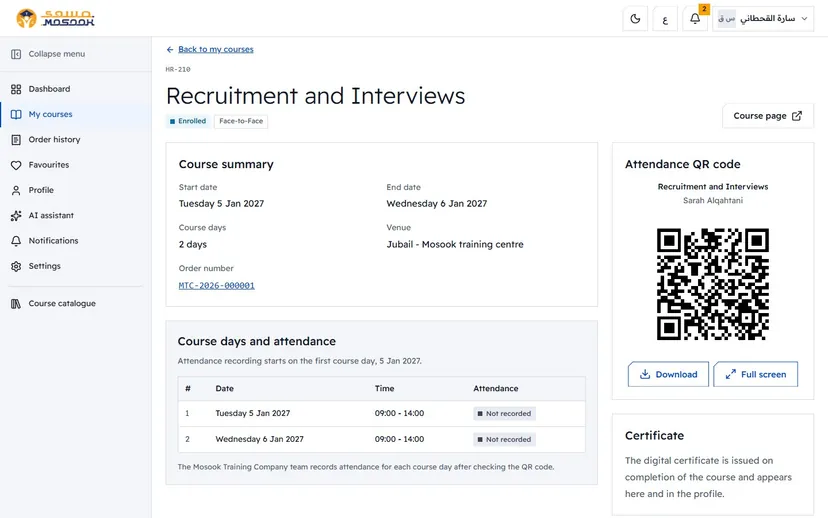 مسوق
MOSOOK
ع
2
س ق
سارة القحطاني
Collapse menu
Dashboard
My courses
Order history
Favourites
Profile
AI assistant
Notifications
Settings
Course catalogue
Back to my courses
HR-210
Recruitment and Interviews
Enrolled
Face-to-Face
Course page
Course summary
Start date
Tuesday 5 Jan 2027
End date
Wednesday 6 Jan 2027
Course days
2 days
Venue
Jubail - Mosook training centre
Order number
MTC-2026-000001
Course days and attendance
Attendance recording starts on the first course day, 5 Jan 2027.
# Date Time Attendance
1 Tuesday 5 Jan 2027 09:00 - 14:00 Not recorded
2 Wednesday 6 Jan 2027 09:00 - 14:00 Not recorded
The Mosook Training Company team records attendance for each course day after checking the QR code.
Attendance QR code
Recruitment and Interviews
Sarah Alqahtani
Download
Full screen
Certificate
The digital certificate is issued on
completion of the course and appears
here and in the profile.